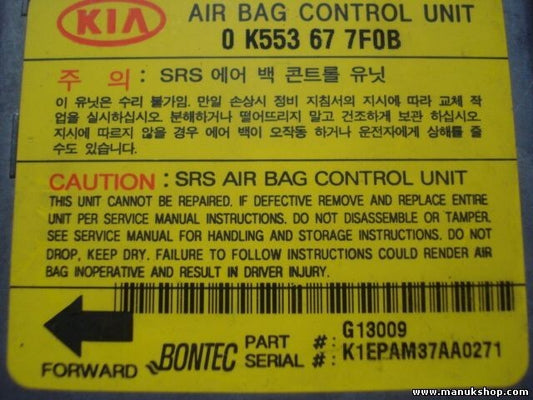 KIA AIR BAG CONTROL UNIT
0 K553 67 7F0B
주 의 : SRS 에어 백 콘트롤 유닛
이 유닛은 수리 불가임. 만일 손상시 정비 지침서의 지시에 따라 교체 작
업을 실시하십시오. 분해하거나 떨어뜨리지 말고 건조하게 보관 하십시오.
지시에 따르지 않을 경우 에어 백이 오작동 하거나 운전자에게 상해를 줄
수도 있습니다.
CAUTION : SRS AIR BAG CONTROL UNIT
THIS UNIT CANNOT BE REPAIRED. IF DEFECTIVE REMOVE AND REPLACE ENTIRE
UNIT PER SERVICE MANUAL INSTRUCTIONS. DO NOT DISASSEMBLE OR TAMPER.
SEE SERVICE MANUAL FOR HANDLING AND STORAGE INSTRUCTIONS. DO NOT
DROP, KEEP DRY. FAILURE TO FOLLOW INSTRUCTIONS COULD RENDER AIR
BAG INOPERATIVE AND RESULT IN DRIVER INJURY.
PART # : G13009
FORWARD BONTEC SERIAL # : K1EPAM37AA0271
www.manukshop.com